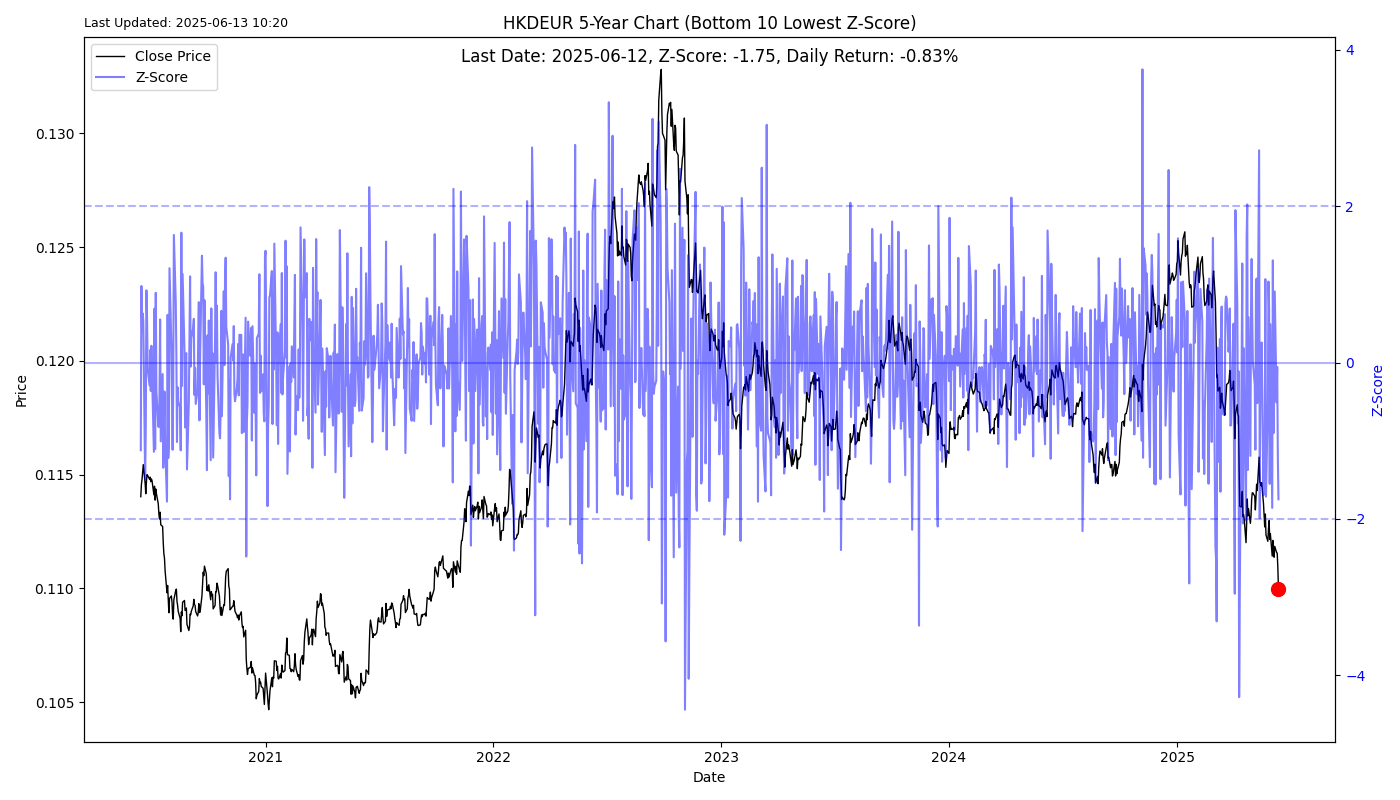 Last Updated: 2025-06-13 10:20
HKDEUR 5-Year Chart (Bottom 10 Lowest Z-Score)
Last Date: 2025-06-12, Z-Score: -1.75, Daily Return: -0.83%
Close Price
Z-Score
Price
0.130
0.125
0.120
0.115
0.110
0.105
4
2
0
−2
−4
Z-Score
2021
2022
2023
2024
2025
Date